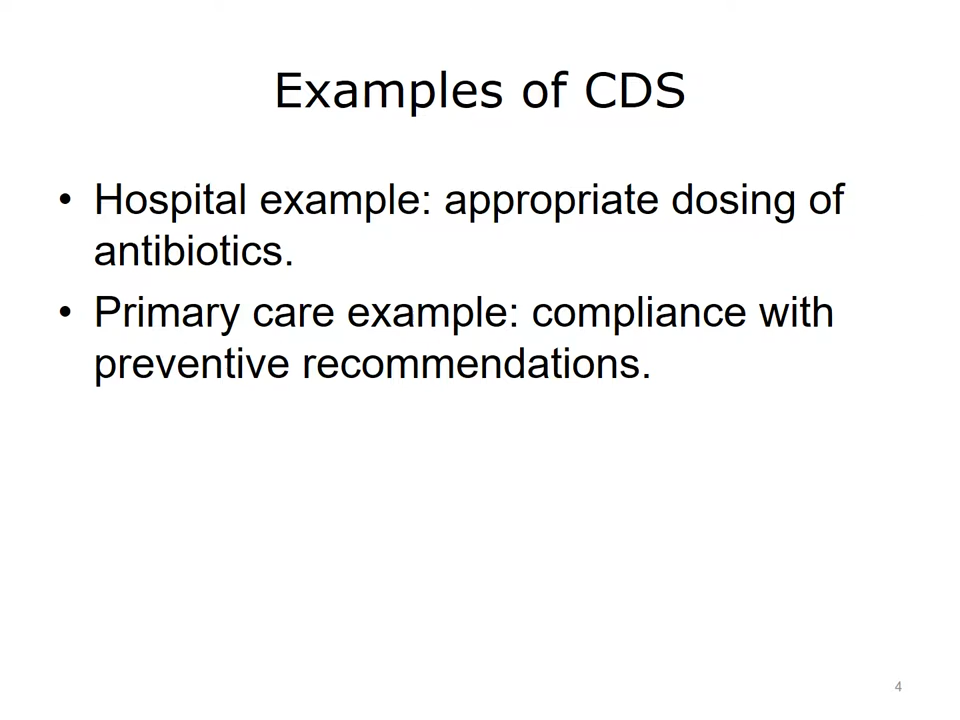 Examples of CDS
• Hospital example: appropriate dosing of
antibiotics.
• Primary care example: compliance with
preventive recommendations.
4